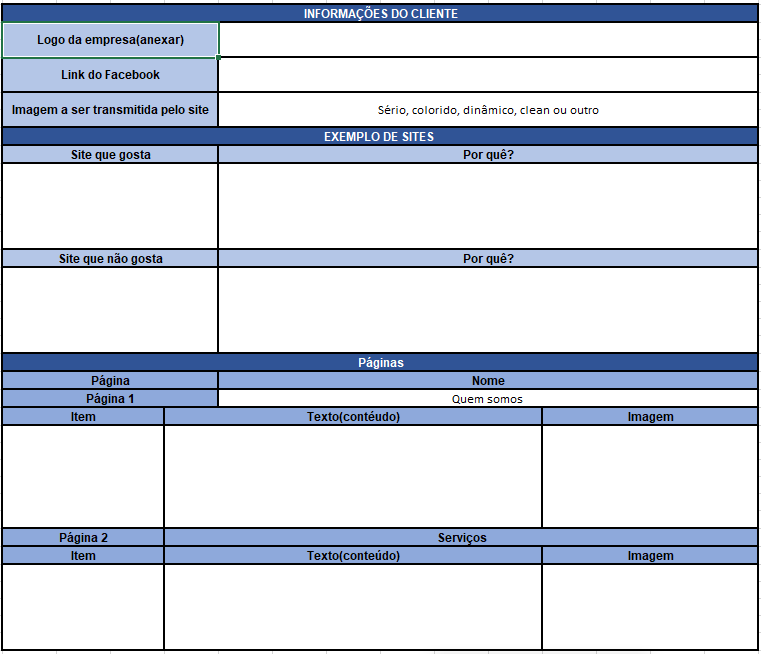 INFORMAÇÕES DO CLIENTE
Logo da empresa(anexar)
Link do Facebook
Imagem a ser transmitida pelo site
Sério, colorido, dinâmico, clean ou outro
EXEMPLO DE SITES
Site que gosta
Por quê?
Site que não gosta
Por quê?
Páginas
Página
Nome
Página 1
Quem somos
Item
Texto(contéudo)
Imagem
Página 2
Serviços
Item
Texto(conteúdo)
Imagem